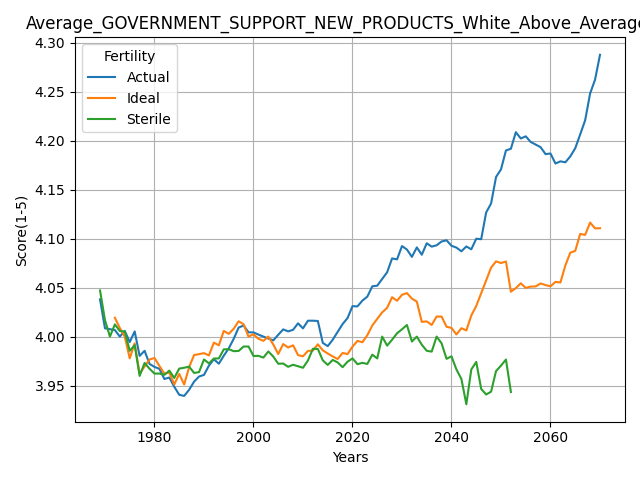 Average_GOVERNMENT_SUPPORT_NEW_PRODUCTS_White_Above_Average
4.30
4.25
4.20
4.15
4.10
4.05
4.00
3.95
Score(1-5)
Fertility
Actual
Ideal
Sterile
1980
2000
2020
2040
2060
Years